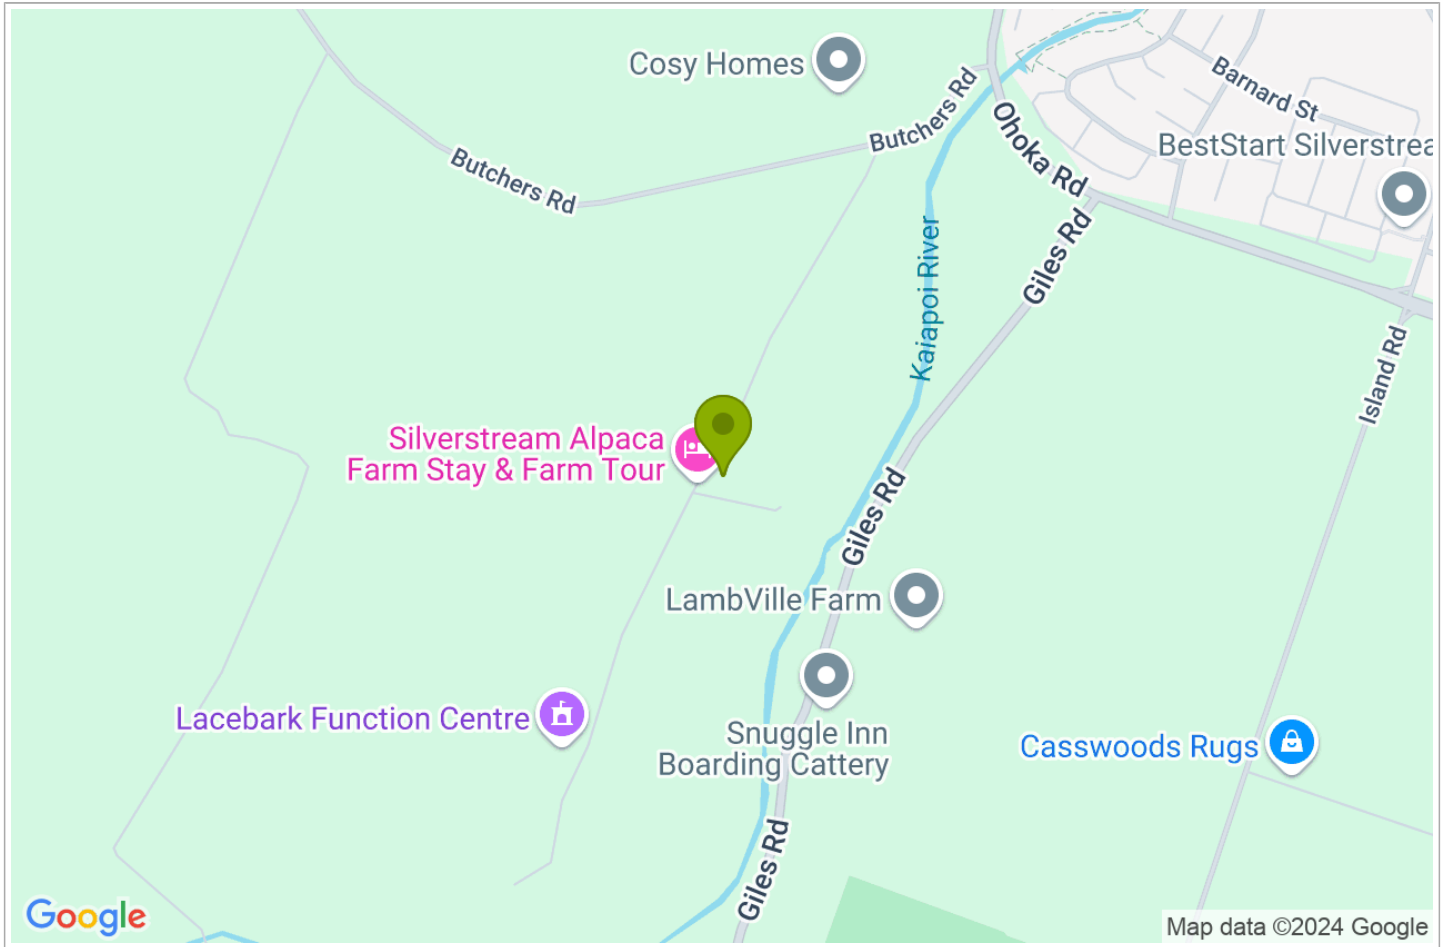 Cosy Homes
Barnard St
Butchers Rd
Ohoka Rd
BestStart Silverstrea
Butchers Rd
Giles Rd
Kaiapoi River
Island Rd
Silverstream Alpaca
Farm Stay & Farm Tour
Giles Rd
LambVille Farm
Lacebark Function Centre
Snuggle Inn
Boarding Cattery
Casswoods Rugs
Giles Rd
Google
Map data ©2024 Google